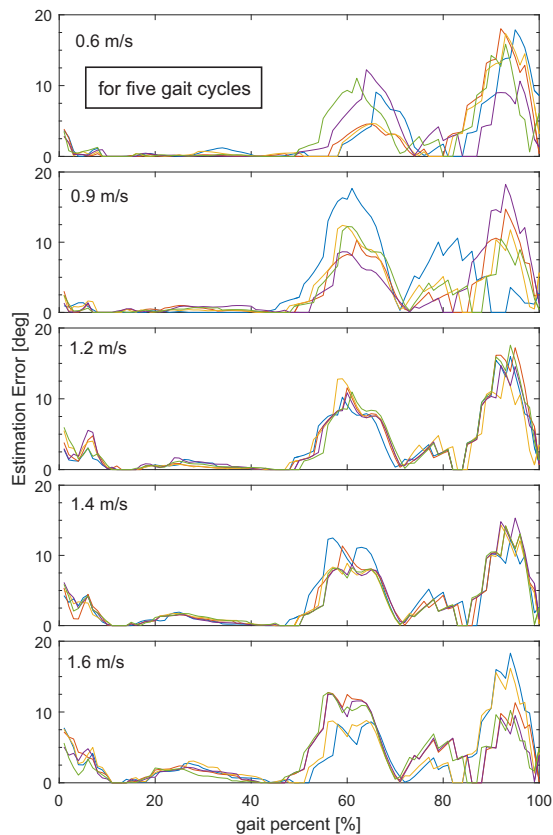 20
0.6 m/s
for five gait cycles
10
0
20
0.9 m/s
10
0
20
1.2 m/s
10
0
20
1.4 m/s
10
0
20
1.6 m/s
10
0
Estimation Error [deg]
0 20 40 60 80 100
gait percent [%]